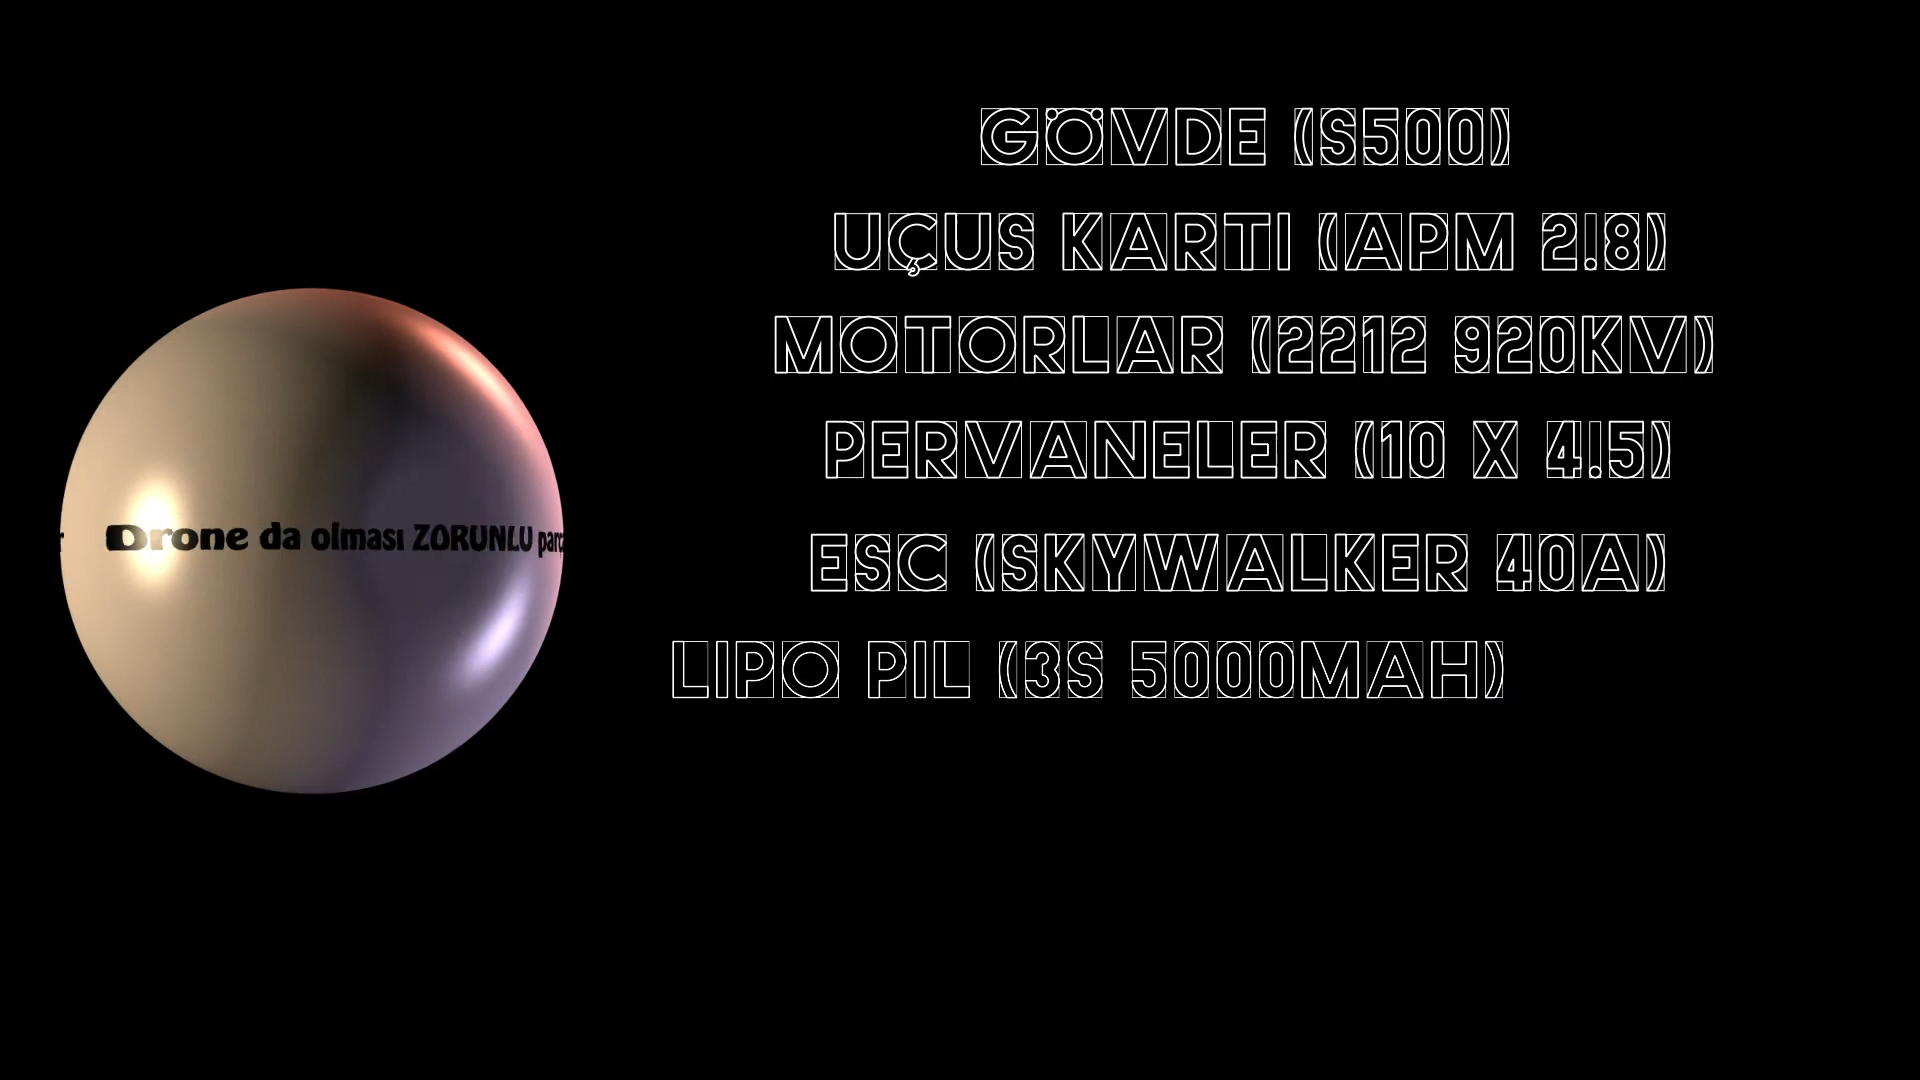 GÖVDE (S500)
UÇUS KARTI (APM 2.8)
MOTORLAR (2212 920KV)
PERVANELER (10 X 4.5)
ESC (SKYWALKER 40A)
LIPO PIL (3S 5000MAH)
Drone da olması ZORUNLU